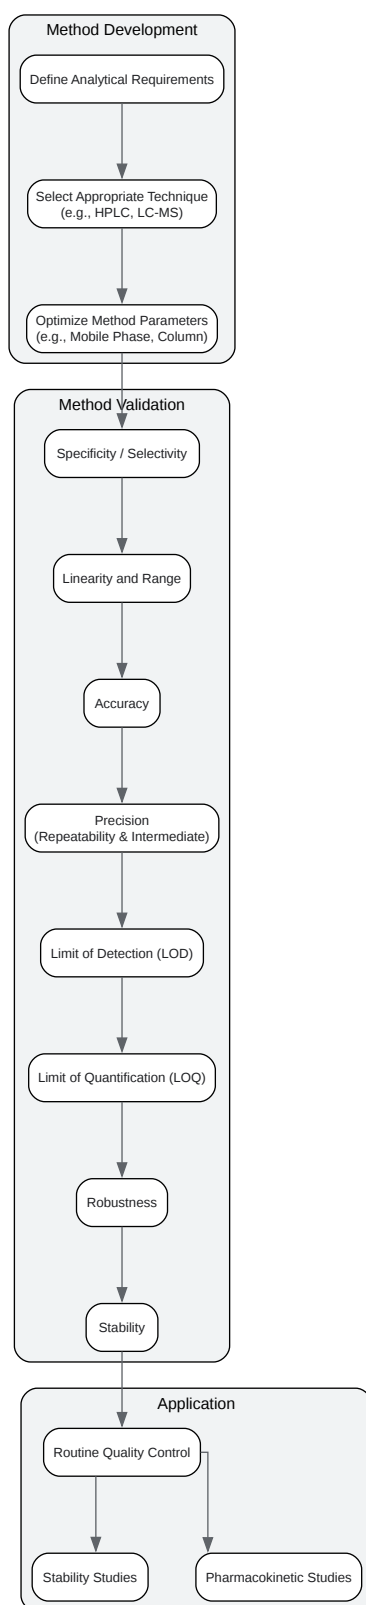 Method Development
Define Analytical Requirements
Select Appropriate Technique
(e.g., HPLC, LC-MS)
Optimize Method Parameters
(e.g., Mobile Phase, Column)
Method Validation
Specificity / Selectivity
Linearity and Range
Accuracy
Precision
(Repeatability & Intermediate)
Limit of Detection (LOD)
Limit of Quantification (LOQ)
Robustness
Stability
Application
Routine Quality Control
Stability Studies
Pharmacokinetic Studies